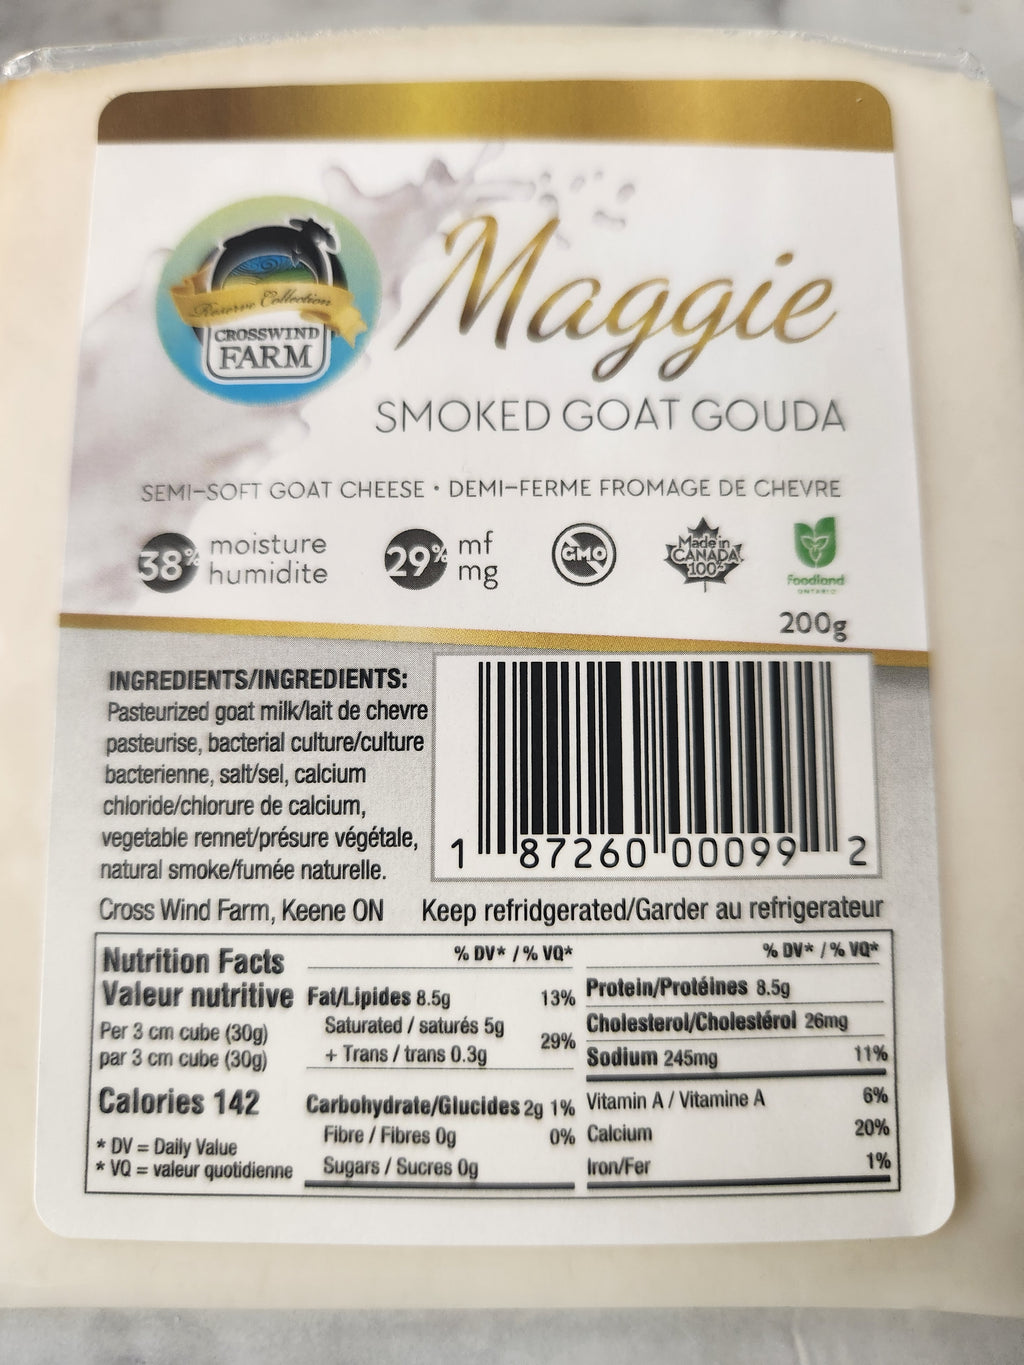 Reserve Collection
CROSSWIND
FARM
Maggie
SMOKED GOAT GOUDA
SEMI-SOFT GOAT CHEESE • DEMI-FERME FROMAGE DE CHEVRE
38% moisture
humidite
29% mf
mg
GMO
Made in
CANADA
100%
Foodland
ONTARIO
200g
INGREDIENTS/INGREDIENTS:
Pasteurized goat milk/lait de chevre
pasteurise, bacterial culture/culture
bacterienne, salt/sel, calcium
chloride/chlorure de calcium,
vegetable rennet/présure végétale,
natural smoke/fumée naturelle.
1 87260 00099 2
Cross Wind Farm, Keene ON
Keep refridgerated/Garder au refrigerateur
Nutrition Facts
Valeur nutritive
Per 3 cm cube (30g)
par 3 cm cube (30g)
Calories 142
* DV = Daily Value
* VQ = valeur quotidienne
% DV* / % VQ*
Fat/Lipides 8.5g 13%
Saturated / saturés 5g
+ Trans / trans 0.3g 29%
Carbohydrate/Glucides 2g 1%
Fibre / Fibres 0g 0%
Sugars / Sucres 0g
% DV* / % VQ*
Protein/Protéines 8.5g
Cholesterol/Cholestérol 26mg
Sodium 245mg 11%
Vitamin A / Vitamine A 6%
Calcium 20%
Iron/Fer 1%